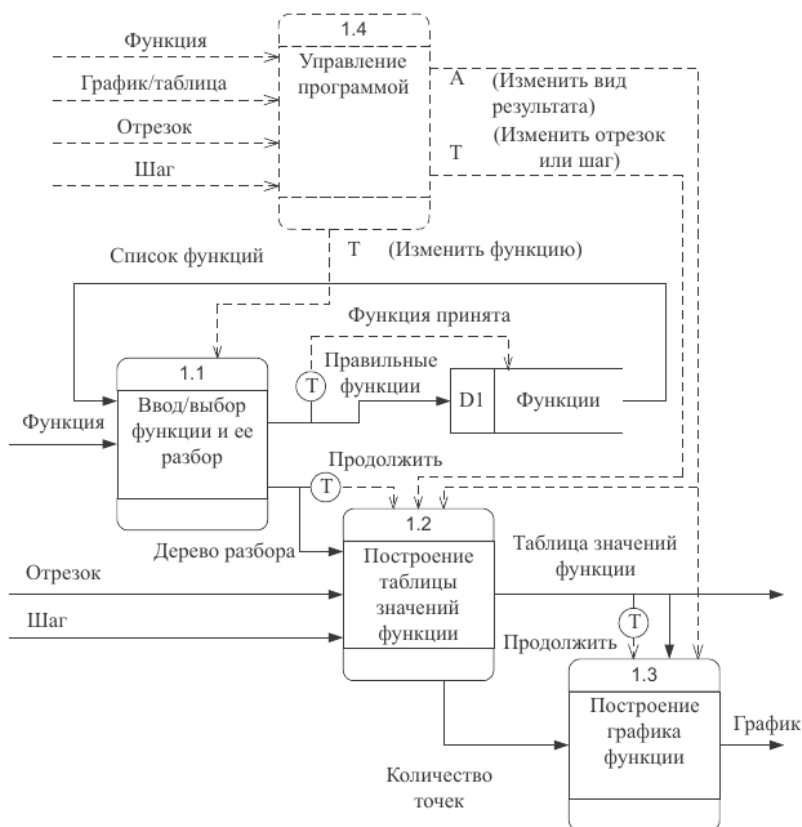 1.4
Функция
Управление
программой
График/таблица
Отрезок
Шаг
А (Изменить вид
результата)
Т (Изменить отрезок
или шаг)
Список функций
Т (Изменить функцию)
Функция принята
1.1
Т
Правильные
функции
Ввод/выбор
функции и ее
разбор
D1 Функции
Функция
Продолжить
Т
Дерево разбора
1.2
Построение
таблицы
значений
функции
Таблица значений
функции
Отрезок
Шаг
Т
Продолжить
1.3
Построение
графика
функции
График
Количество
точек